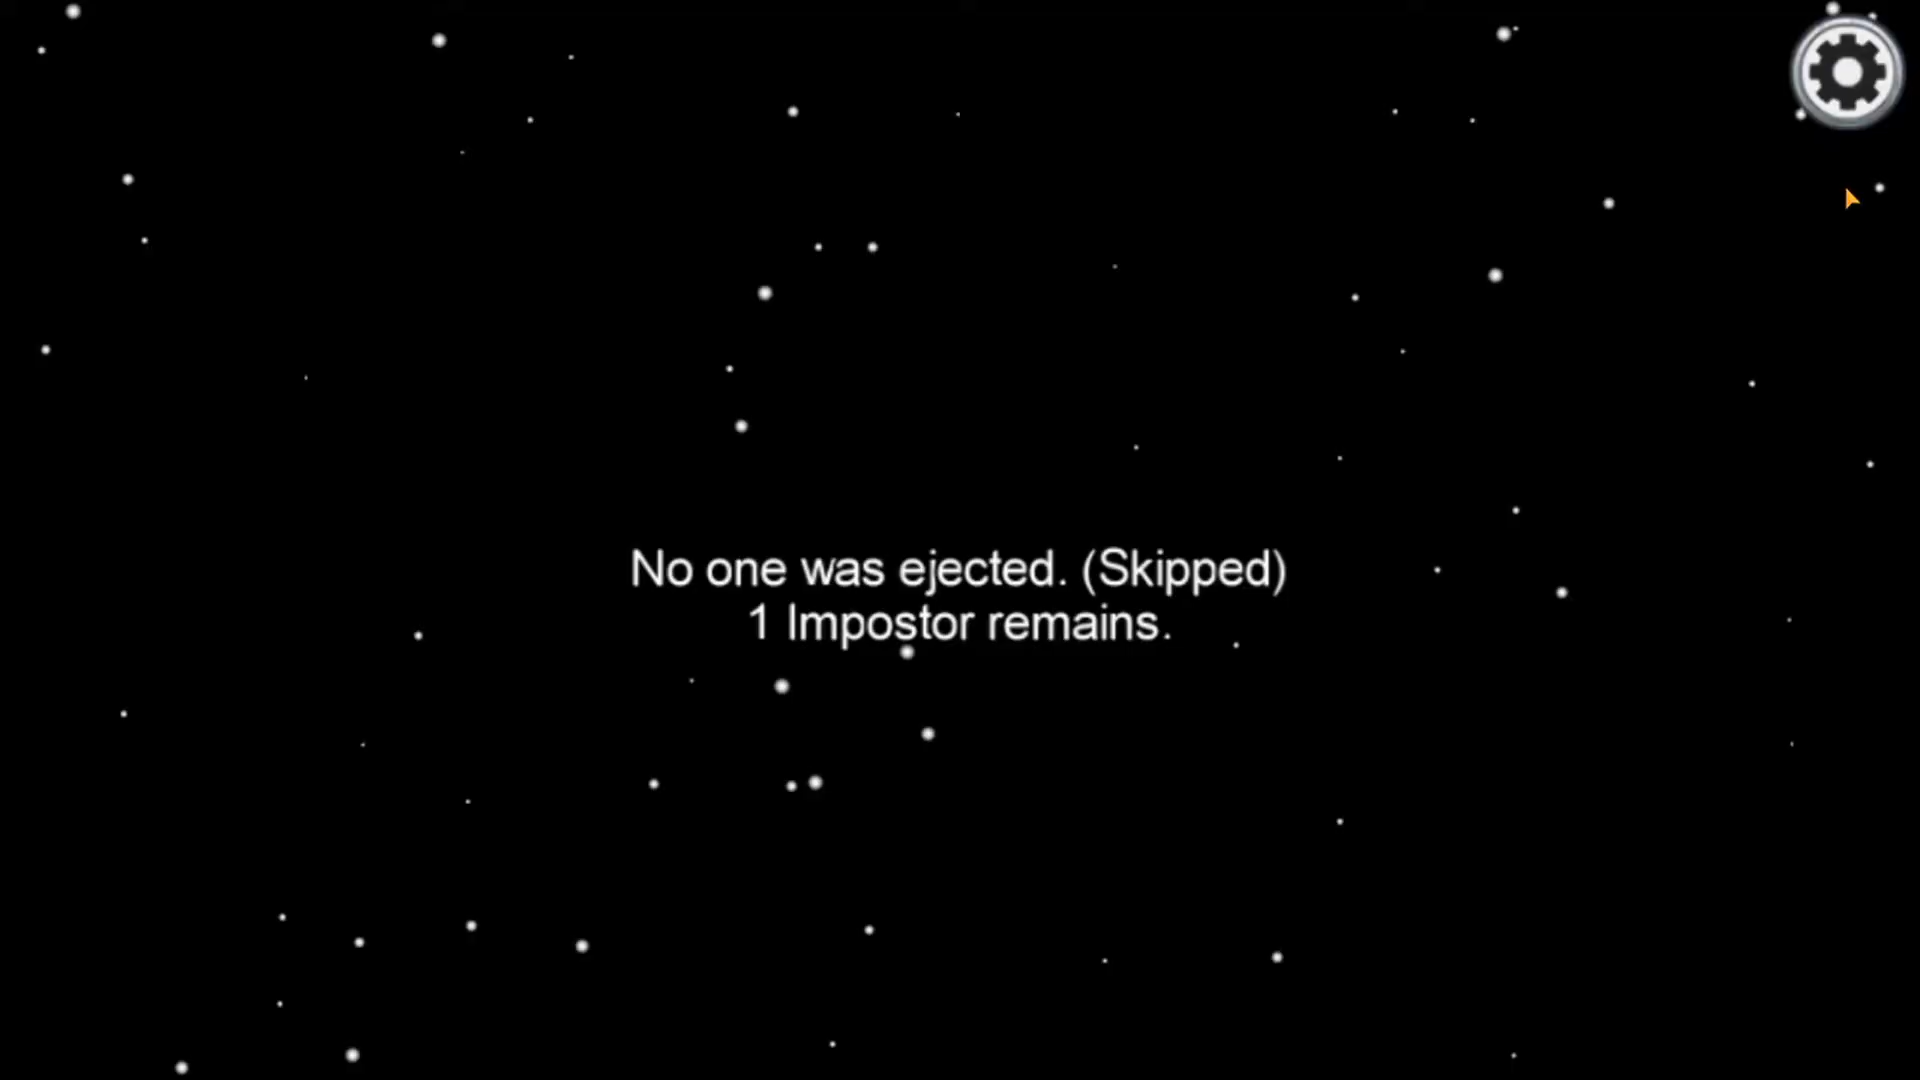 No one was ejected. (Skipped)
1 Impostor remains.